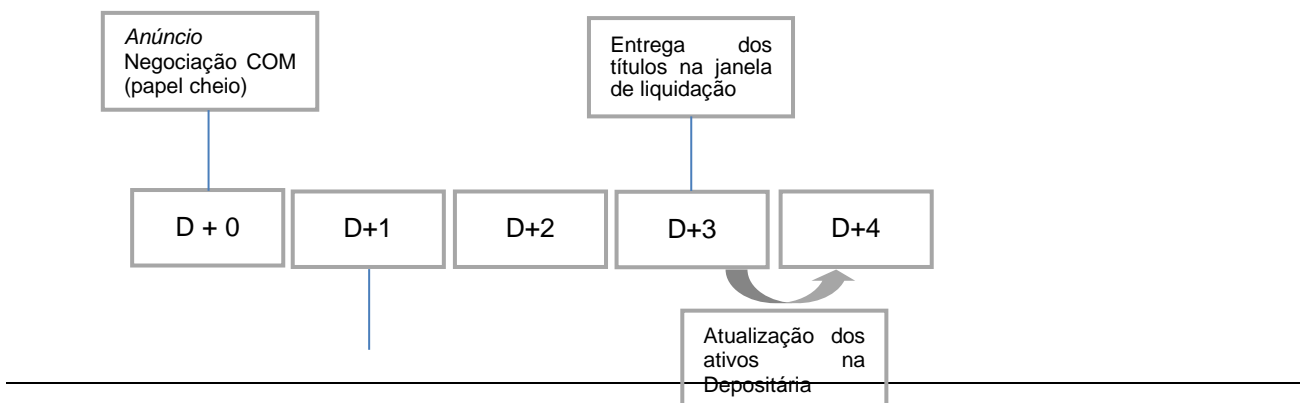 Anúncio
Negociação COM
(papel cheio)
Entrega dos
títulos na janela
de liquidação
D + 0
D+1
D+2
D+3
D+4
Atualização dos
ativos na
Depositária